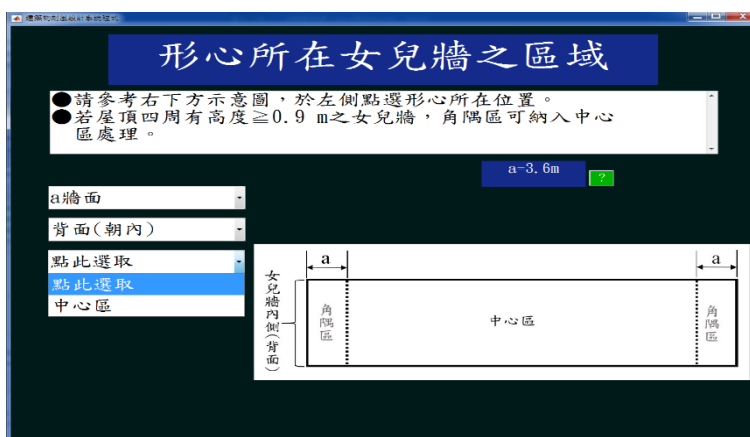 建築物耐風設計系統程式
形心所在女兒牆之區域
●請參考右下方示意圖,於左側點選形心所在位置。
●若屋頂四周有高度≧0.9 m之女兒牆,角隅區可納入中心
區處理。
a=3.6m
?
a牆面
背面(朝內)
點此選取
點此選取
中心區
a
a
女兒牆內側(背面)
角隅區
中心區
角隅區